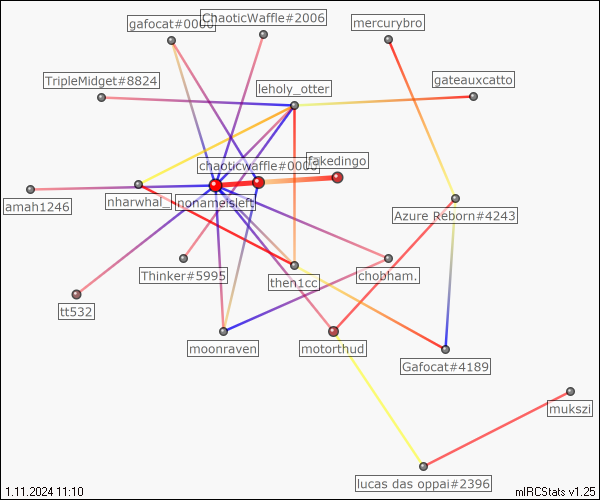 ChaoticWaffle#2006
gafocat#0000
mercurybro
TripleMidget#8824
leholy_otter
gateauxcatto
chaoticwaffle#0000
fakedingo
amah1246
nharwhal_
nonameisleft
Azure Reborn#4243
Thinker#5995
then1cc
chobham.
tt532
moonraven
motorthud
Gafocat#4189
mukszi
lucas das oppai#2396
1.11.2024 11:10
mIRCStats v1.25